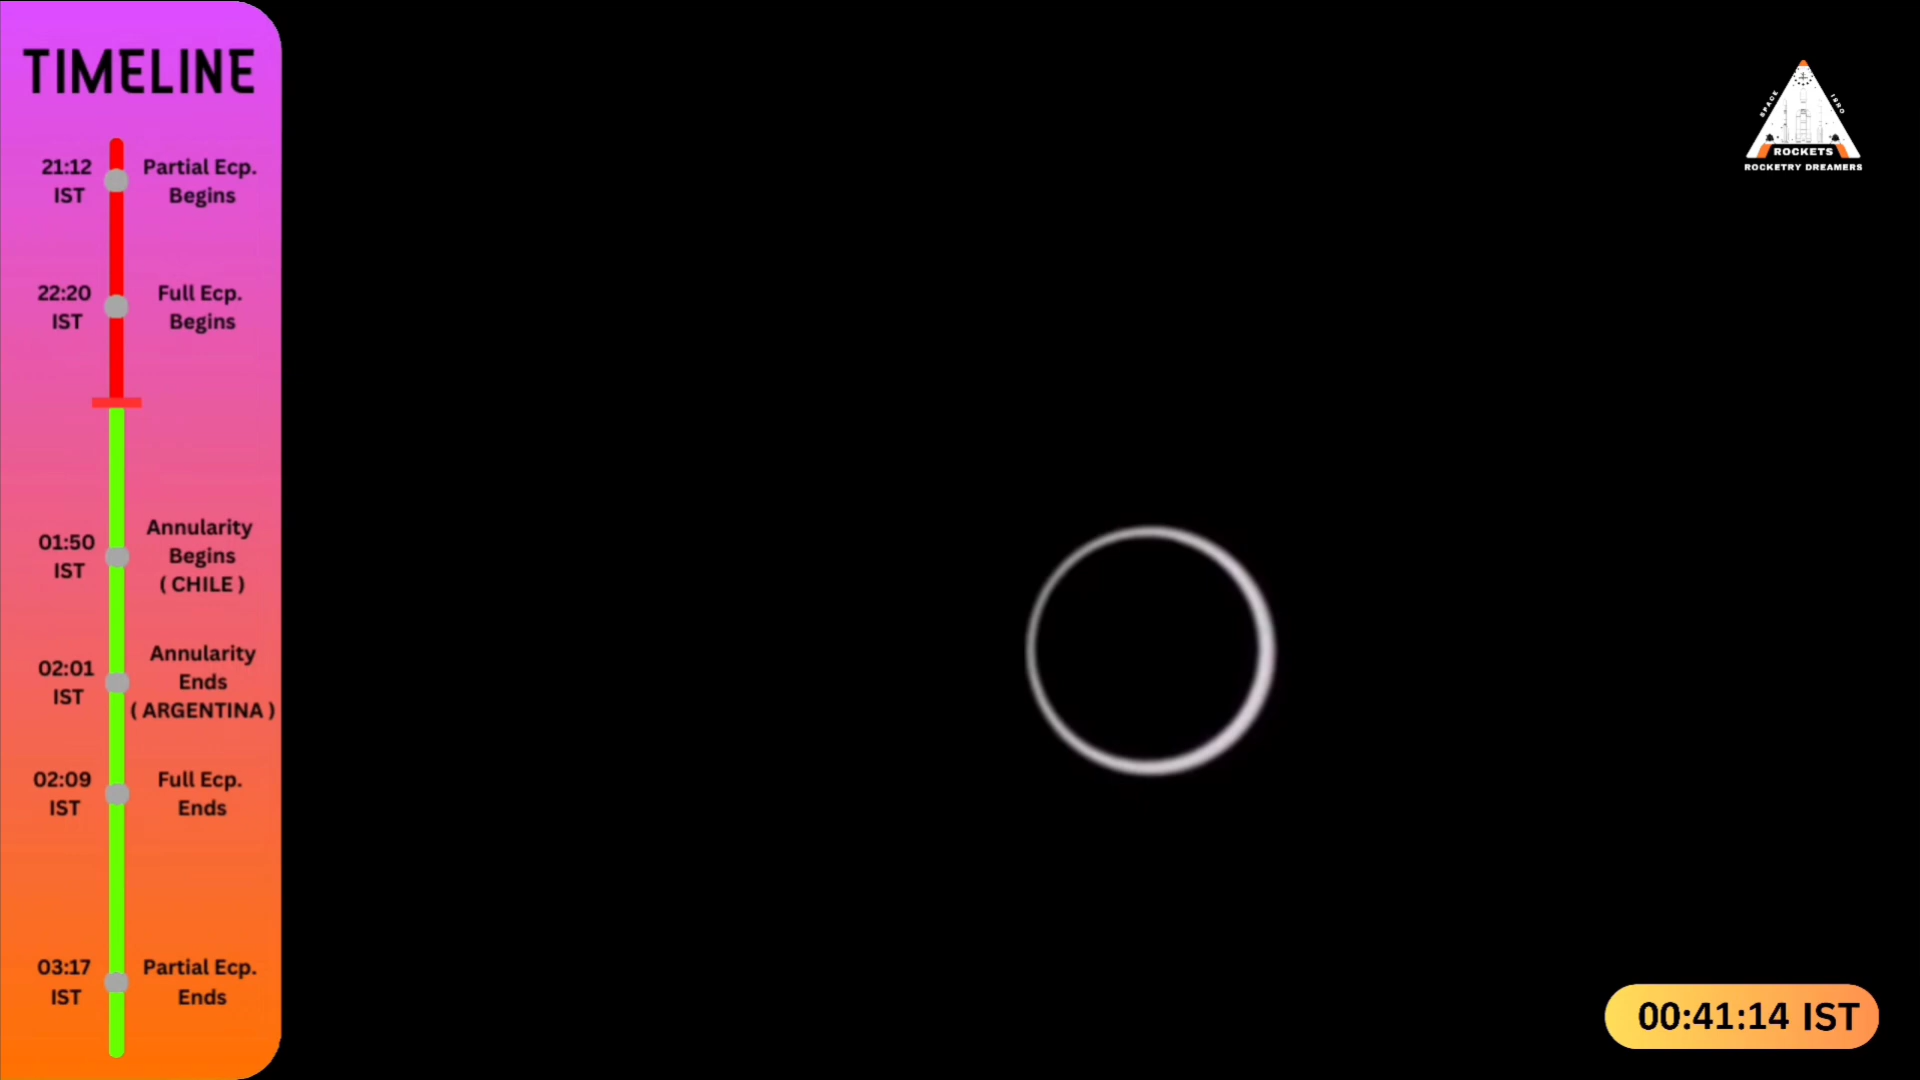 TIMELINE
21:12
IST
Partial Ecp.
Begins
22:20
IST
Full Ecp.
Begins
01:50
IST
Annularity
Begins
( CHILE )
02:01
IST
Annularity
Ends
( ARGENTINA )
02:09
IST
Full Ecp.
Ends
03:17
IST
Partial Ecp.
Ends
SPACE
ISRO
ROCKETS
ROCKETRY DREAMERS
00:41:14 IST